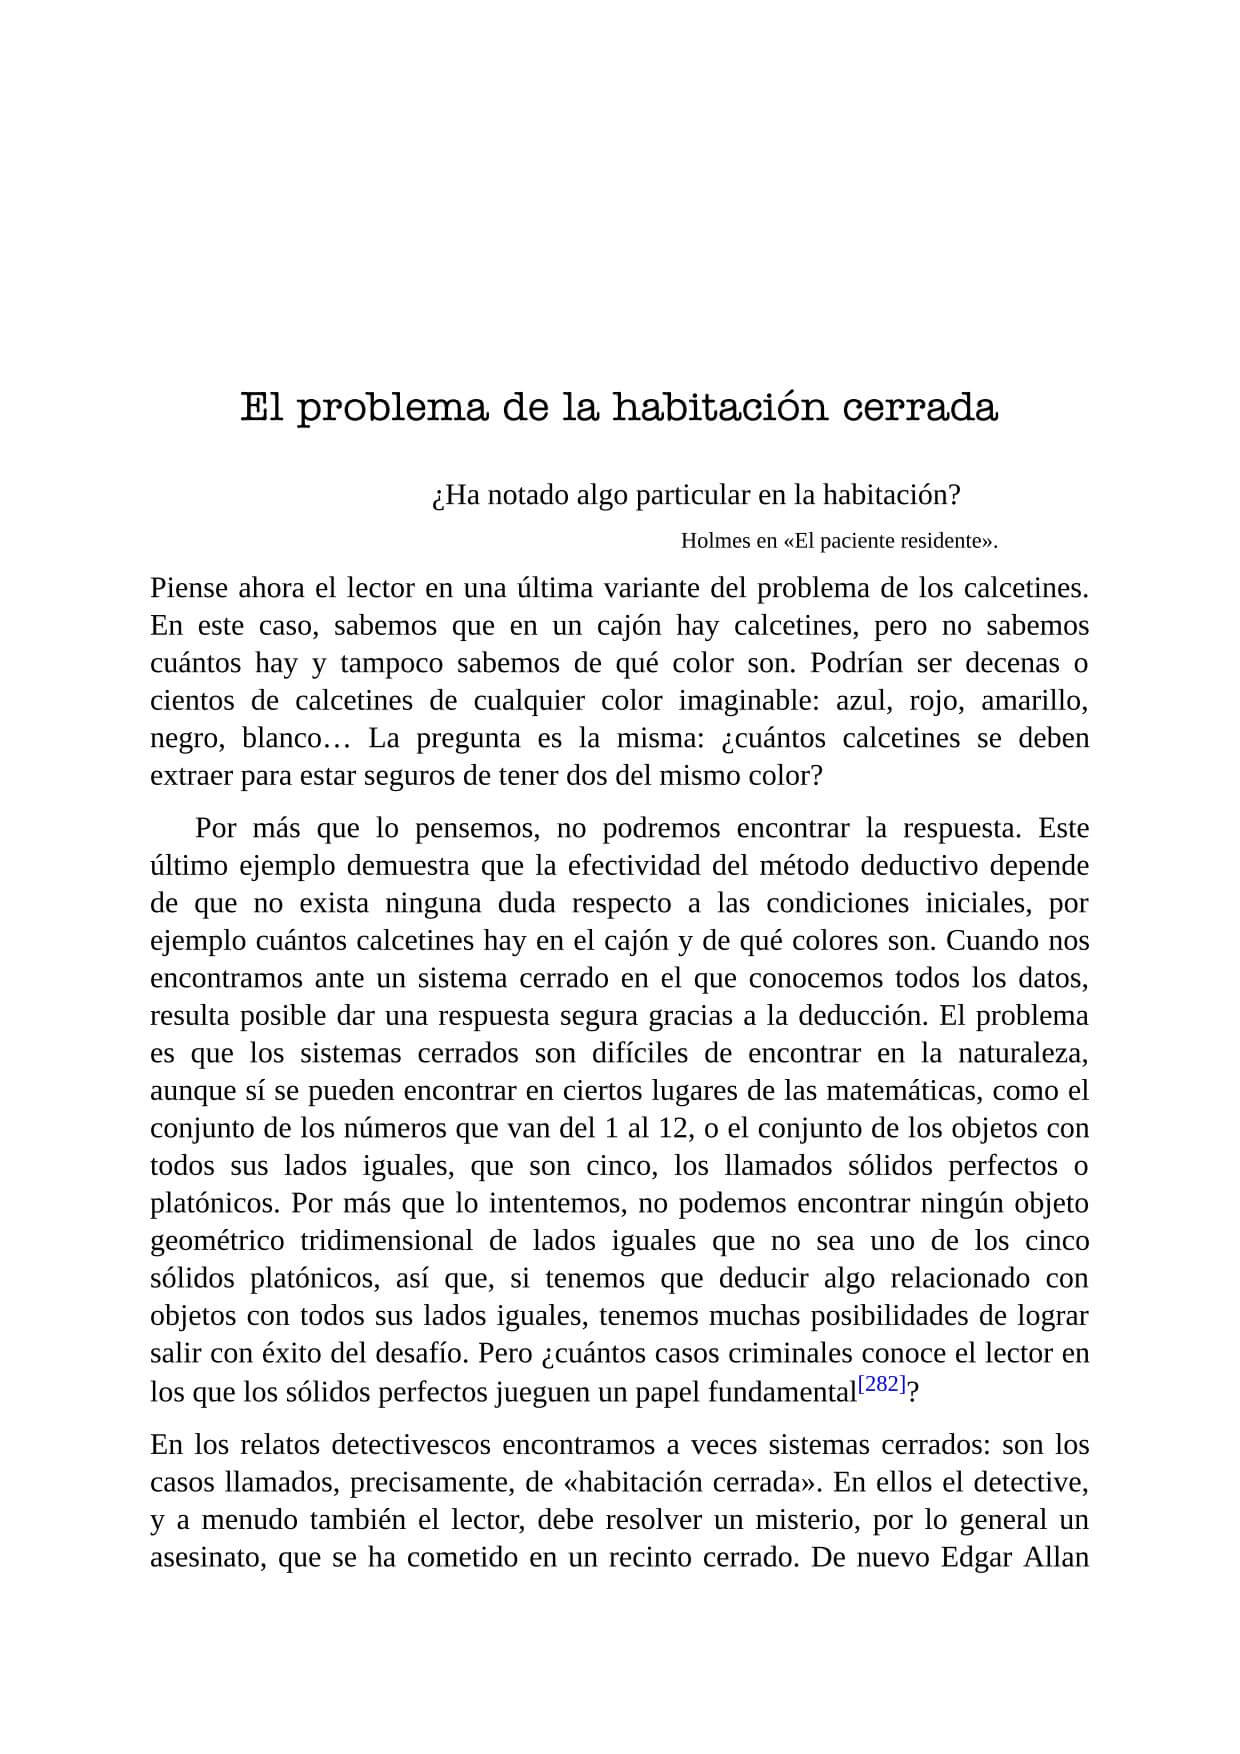 El problema de la habitación cerrada
¿Ha notado algo particular en la habitación?
Holmes en «El paciente residente».
Piense ahora el lector en una última variante del problema de los calcetines.
En este caso, sabemos que en un cajón hay calcetines, pero no sabemos
cuántos hay y tampoco sabemos de qué color son. Podrían ser decenas o
cientos de calcetines de cualquier color imaginable: azul, rojo, amarillo,
negro, blanco… La pregunta es la misma: ¿cuántos calcetines se deben
extraer para estar seguros de tener dos del mismo color?
Por más que lo pensemos, no podremos encontrar la respuesta. Este
último ejemplo demuestra que la efectividad del método deductivo depende
de que no exista ninguna duda respecto a las condiciones iniciales, por
ejemplo cuántos calcetines hay en el cajón y de qué colores son. Cuando nos
encontramos ante un sistema cerrado en el que conocemos todos los datos,
resulta posible dar una respuesta segura gracias a la deducción. El problema
es que los sistemas cerrados son difíciles de encontrar en la naturaleza,
aunque sí se pueden encontrar en ciertos lugares de las matemáticas, como el
conjunto de los números que van del 1 al 12, o el conjunto de los objetos con
todos sus lados iguales, que son cinco, los llamados sólidos perfectos o
platónicos. Por más que lo intentemos, no podemos encontrar ningún objeto
geométrico tridimensional de lados iguales que no sea uno de los cinco
sólidos platónicos, así que, si tenemos que deducir algo relacionado con
objetos con todos sus lados iguales, tenemos muchas posibilidades de lograr
salir con éxito del desafío. Pero ¿cuántos casos criminales conoce el lector en
los que los sólidos perfectos jueguen un papel fundamental[282]?
En los relatos detectivescos encontramos a veces sistemas cerrados: son los
casos llamados, precisamente, de «habitación cerrada». En ellos el detective,
y a menudo también el lector, debe resolver un misterio, por lo general un
asesinato, que se ha cometido en un recinto cerrado. De nuevo Edgar Allan